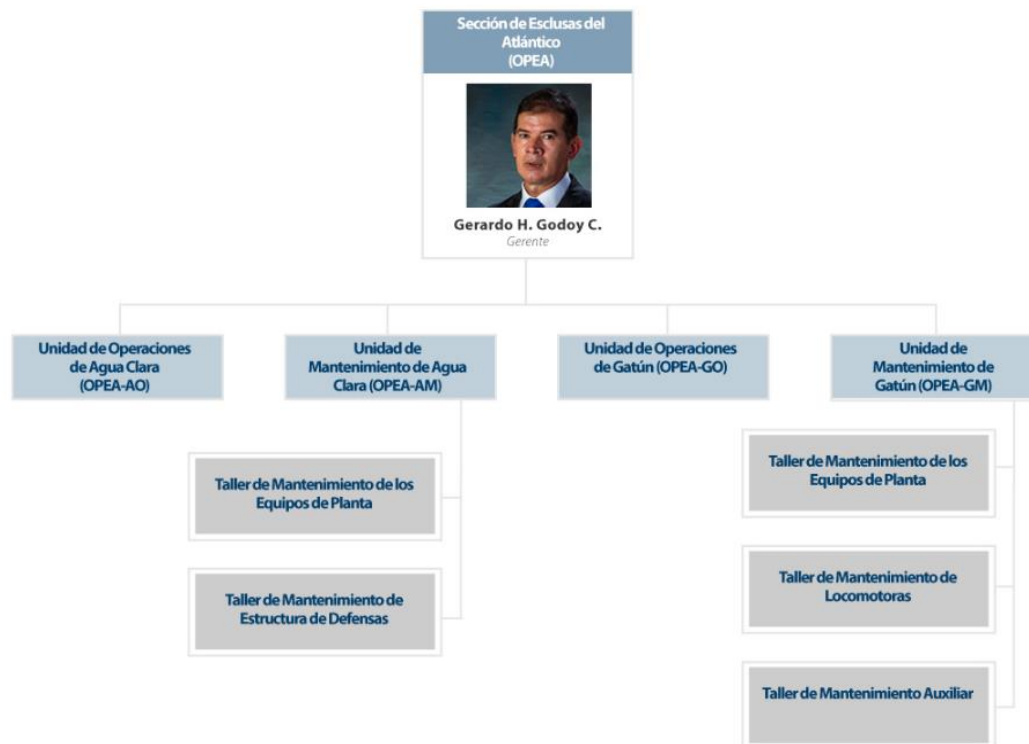 Sección de Esclusas del
Atlántico
(OPEA)
Gerardo H. Godoy C.
Gerente
Unidad de Operaciones
de Agua Clara
(OPEA-AO)
Unidad de
Mantenimiento de Agua
Clara (OPEA-AM)
Unidad de Operaciones
de Gatún (OPEA-GO)
Unidad de
Mantenimiento de
Gatún (OPEA-GM)
Taller de Mantenimiento de los
Equipos de Planta
Taller de Mantenimiento de
Estructura de Defensas
Taller de Mantenimiento de los
Equipos de Planta
Taller de Mantenimiento de
Locomotoras
Taller de Mantenimiento Auxiliar